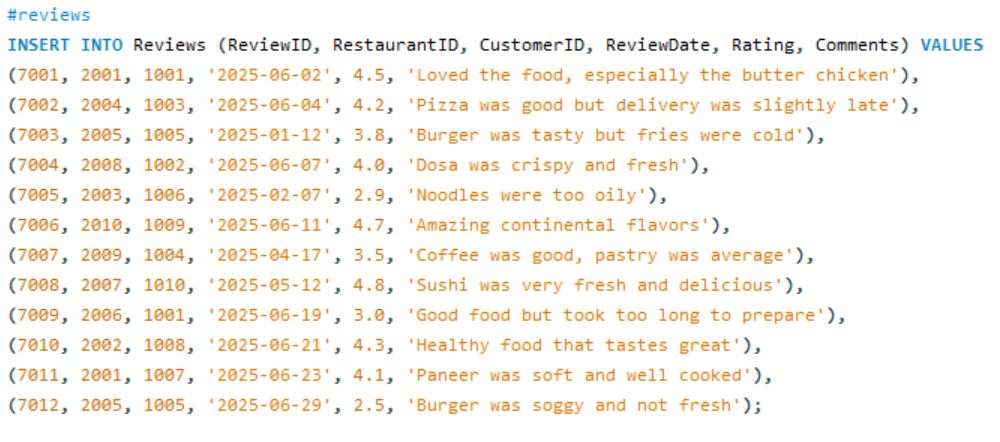 #reviews
INSERT INTO Reviews (ReviewID, RestaurantID, CustomerID, ReviewDate, Rating, Comments) VALUES
(7001, 2001, 1001, '2025-06-02', 4.5, 'Loved the food, especially the butter chicken'),
(7002, 2004, 1003, '2025-06-04', 4.2, 'Pizza was good but delivery was slightly late'),
(7003, 2005, 1005, '2025-01-12', 3.8, 'Burger was tasty but fries were cold'),
(7004, 2008, 1002, '2025-06-07', 4.0, 'Dosa was crispy and fresh'),
(7005, 2003, 1006, '2025-02-07', 2.9, 'Noodles were too oily'),
(7006, 2010, 1009, '2025-06-11', 4.7, 'Amazing continental flavors'),
(7007, 2009, 1004, '2025-04-17', 3.5, 'Coffee was good, pastry was average'),
(7008, 2007, 1010, '2025-05-12', 4.8, 'Sushi was very fresh and delicious'),
(7009, 2006, 1001, '2025-06-19', 3.0, 'Good food but took too long to prepare'),
(7010, 2002, 1008, '2025-06-21', 4.3, 'Healthy food that tastes great'),
(7011, 2001, 1007, '2025-06-23', 4.1, 'Paneer was soft and well cooked'),
(7012, 2005, 1005, '2025-06-29', 2.5, 'Burger was soggy and not fresh');